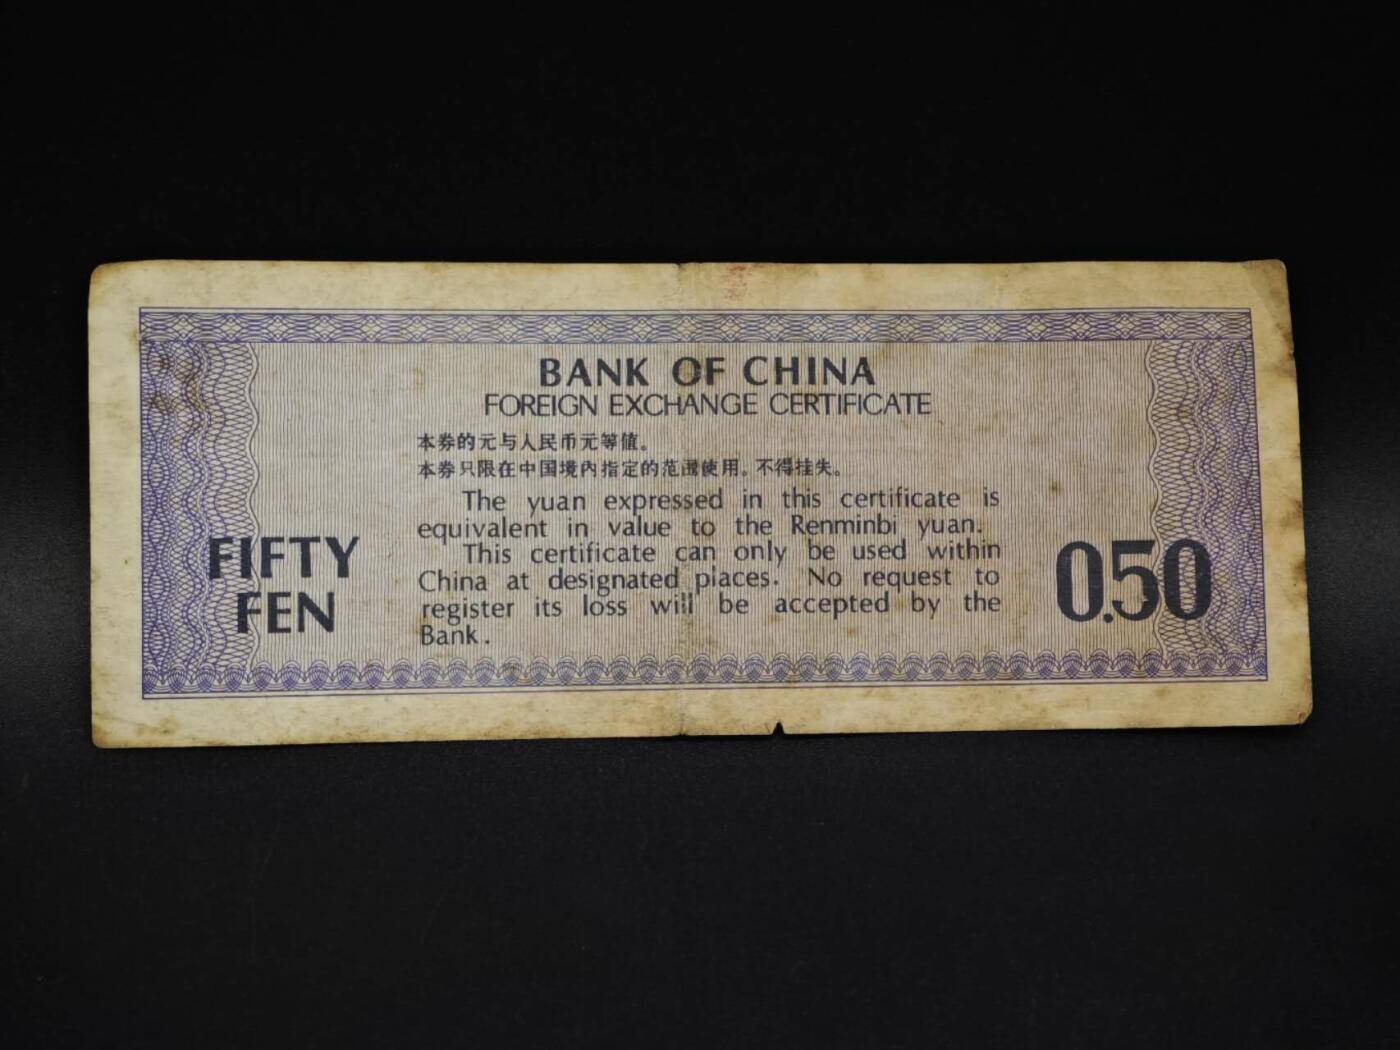 BANK OF CHINA
FOREIGN EXCHANGE CERTIFICATE
本券的元与人民币元等值。
本券只限在中国境内指定的范围使用。不得挂失。
The yuan expressed in this certificate is
equivalent in value to the Renminbi yuan.
This certificate can only be used within
China at designated places. No request to
register its loss will be accepted by the
Bank.
FIFTY
FEN
0.50